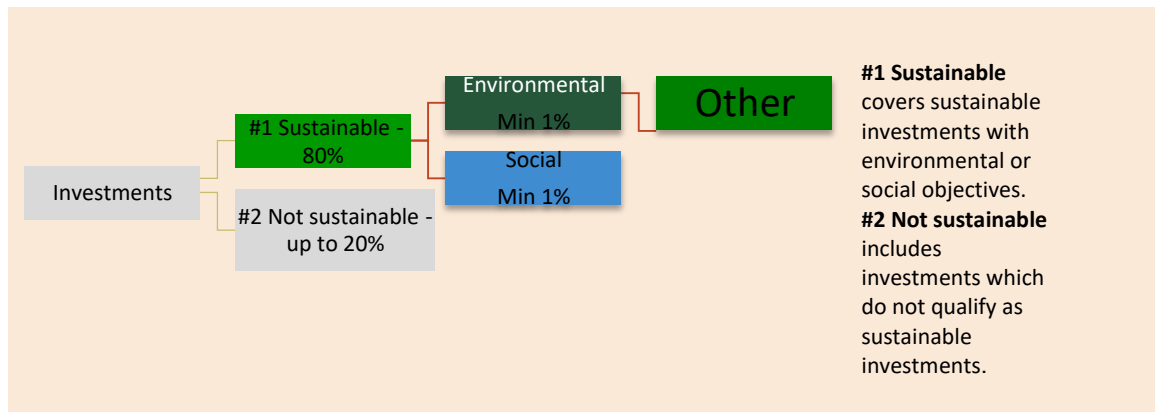 Investments
#1 Sustainable -
80%
#2 Not sustainable -
up to 20%
Environmental
Min 1%
Social
Min 1%
Other
#1 Sustainable
covers sustainable
investments with
environmental or
social objectives.
#2 Not sustainable
includes
investments which
do not qualify as
sustainable
investments.